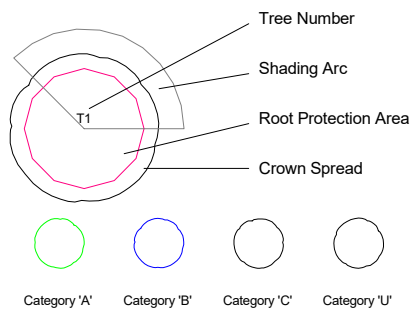 Tree Number
Shading Arc
T1
Root Protection Area
Crown Spread
Category 'A' Category 'B' Category 'C' Category 'U'